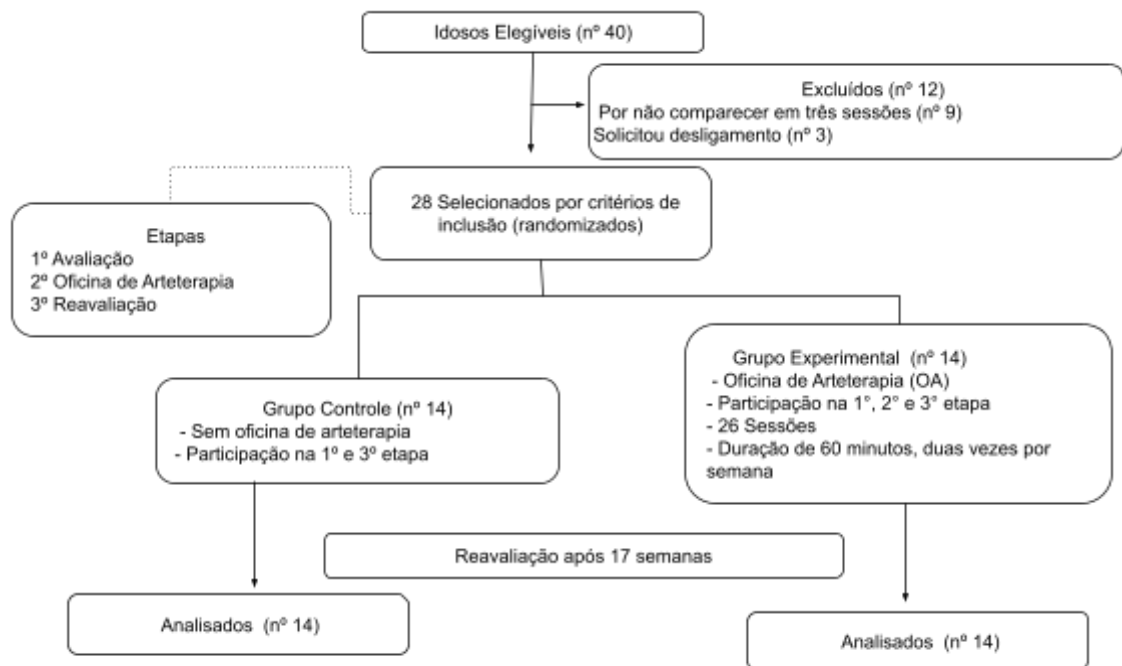 Idosos Elegíveis (nº 40)
Excluídos (nº 12)
Por não comparecer em três sessões (nº 9)
Solicitou desligamento (nº 3)
28 Selecionados por critérios de
inclusão (randomizados)
Etapas
1º Avaliação
2º Oficina de Arteterapia
3º Reavaliação
Grupo Controle (nº 14)
- Sem oficina de arteterapia
- Participação na 1º e 3º etapa
Grupo Experimental (nº 14)
- Oficina de Arteterapia (OA)
- Participação na 1°, 2° e 3° etapa
- 26 Sessões
- Duração de 60 minutos, duas vezes por
semana
Reavaliação após 17 semanas
Analisados (nº 14)
Analisados (nº 14)